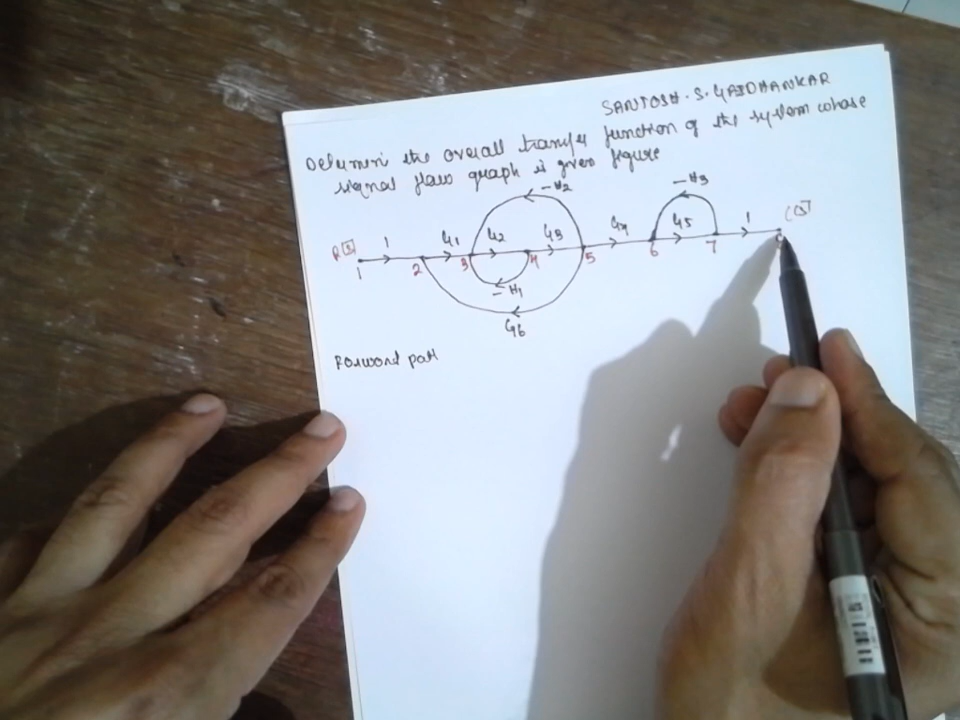 SANTOSH. S. GAIDHANKAR
the overall transfer function of the system whose
signal flow graph is given figure
-H2
-H3
R(S) 1 G1 G2 G3 G4 G5 1 C(S)
1 2 3 4 5 6 7
-H1
G6
Forward path